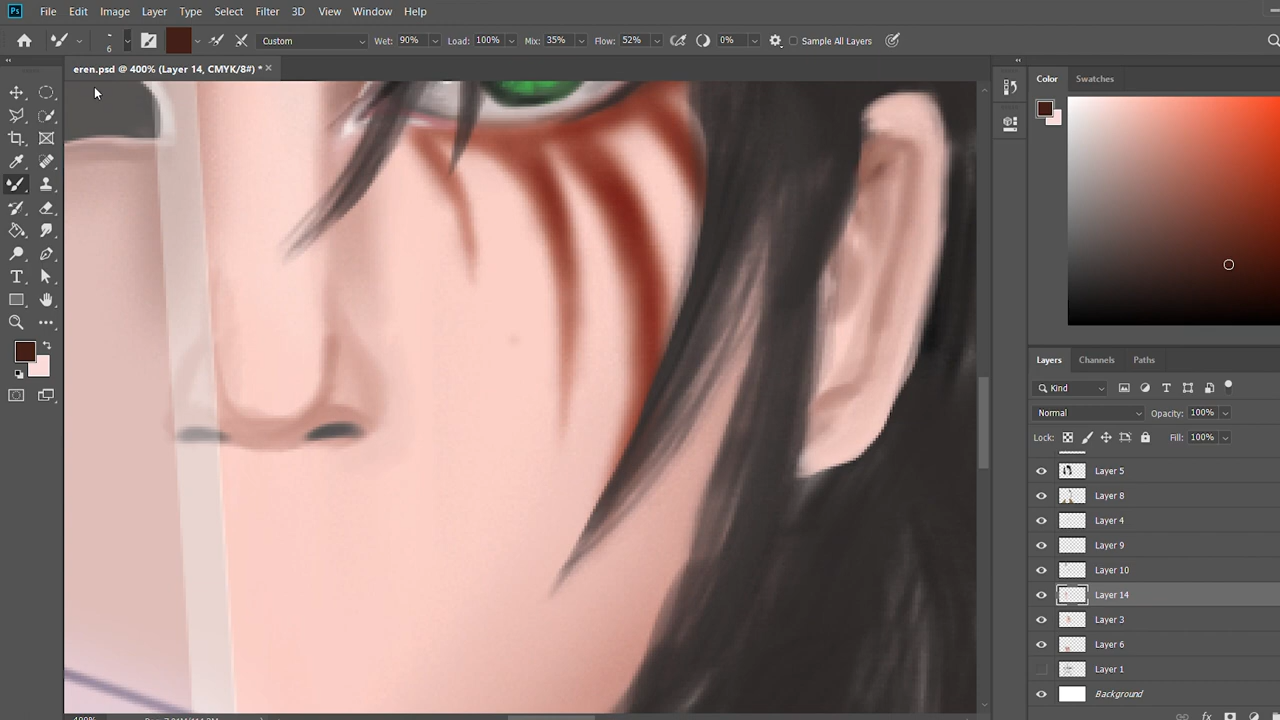 Ps File Edit Image Layer Type Select Filter 3D View Window Help
6 Custom Wet: 90% Load: 100% Mix: 35% Flow: 52% 0% Sample All Layers
eren.psd @ 400% (Layer 14, CMYK/8#) * ×
Color Swatches
Layers Channels Paths
Kind
Normal Opacity: 100%
Lock: Fill: 100%
Layer 5
Layer 8
Layer 4
Layer 9
Layer 10
Layer 14
Layer 3
Layer 6
Layer 1
Background
fx